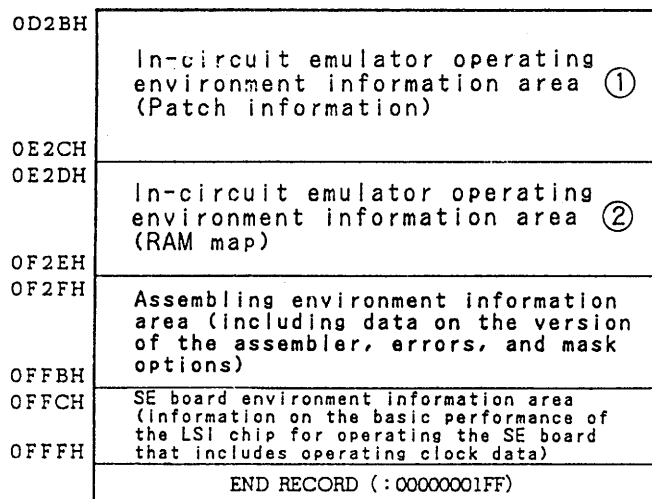 0D2BH
In-circuit emulator operating
environment information area ①
(Patch information)
0E2CH
0E2DH
In-circuit emulator operating
environment information area ②
(RAM map)
0F2EH
0F2FH
Assembling environment information
area (including data on the version
of the assembler, errors, and mask
options)
0FFBH
0FFCH
SE board environment information area
(information on the basic performance of
the LSI chip for operating the SE board
that includes operating clock data)
0FFFH
END RECORD (:00000001FF)